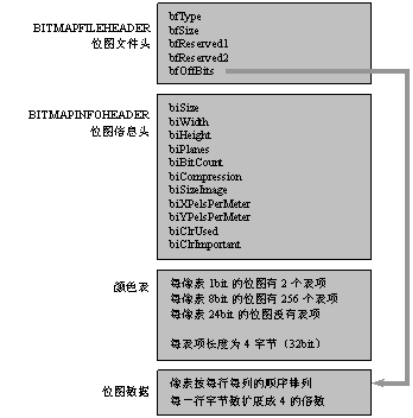 BITMAPFILEHEADER
位图文件头
bfType
bfSize
bfReserved1
bfReserved2
bfOffBits
BITMAPINFOHEADER
位图信息头
biSize
biWidth
biHeight
biPlanes
biBitCount
biCompression
biSizeImage
biXPelsPerMeter
biYPelsPerMeter
biClrUsed
biClrImportant
颜色表
每像素 1bit 的位图有 2 个表项
每像素 8bit 的位图有 256 个表项
每像素 24bit 的位图没有表项
每表项长度为 4 字节（32bit）
位图数据
像素按每行每列的顺序排列
每一行字节数扩展成 4 的倍数